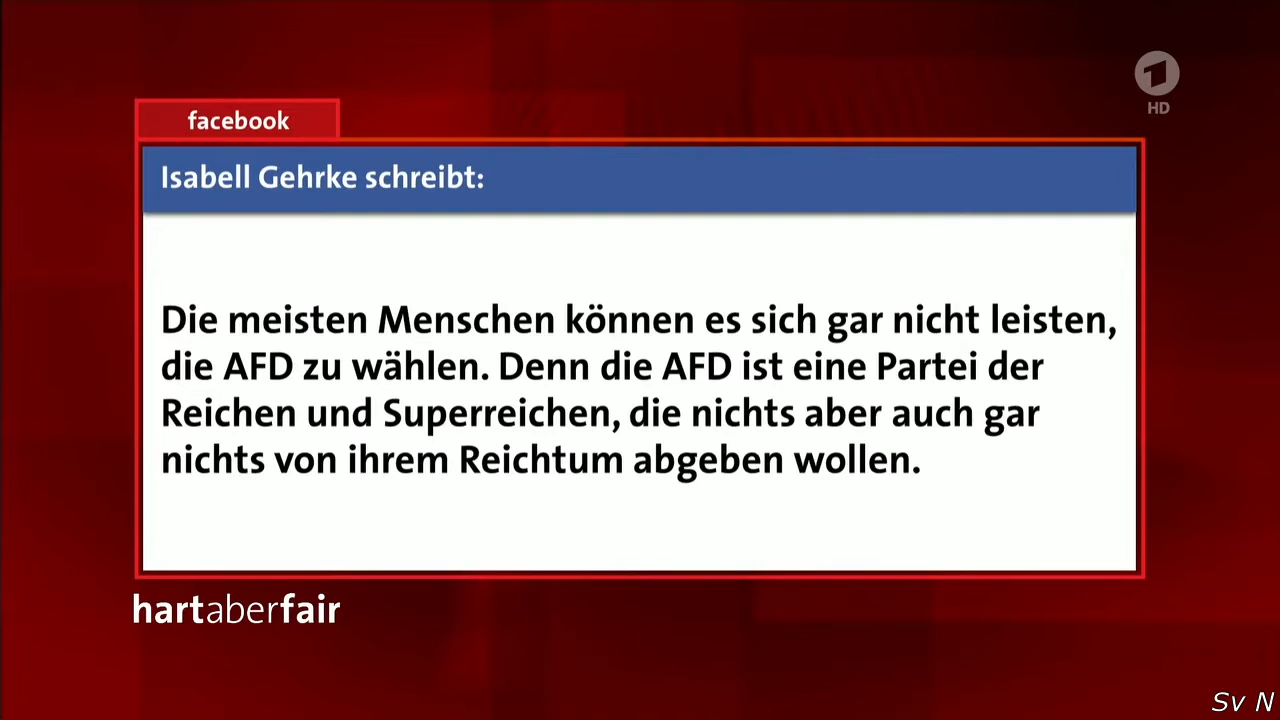 1
HD
facebook
Isabell Gehrke schreibt:
Die meisten Menschen können es sich gar nicht leisten,
die AFD zu wählen. Denn die AFD ist eine Partei der
Reichen und Superreichen, die nichts aber auch gar
nichts von ihrem Reichtum abgeben wollen.
hartaberfair
Sv N